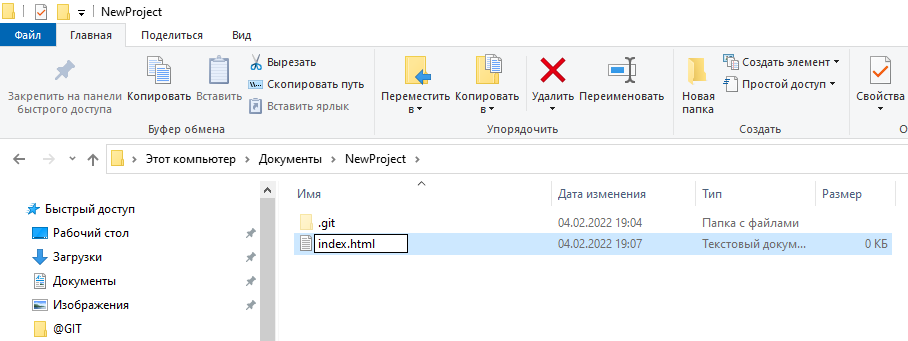 NewProject
Файл Главная Поделиться Вид
Закрепить на панели быстрого доступа
Копировать
Вставить
Вырезать
Скопировать путь
Вставить ярлык
Буфер обмена
Переместить в
Копировать в
Удалить
Переименовать
Упорядочить
Новая папка
Создать элемент
Простой доступ
Создать
Свойства
О
Этот компьютер Документы NewProject
Быстрый доступ
Рабочий стол
Загрузки
Документы
Изображения
@GIT
Имя Дата изменения Тип Размер
.git 04.02.2022 19:04 Папка с файлами
index.html 04.02.2022 19:07 Текстовый докум... 0 КБ